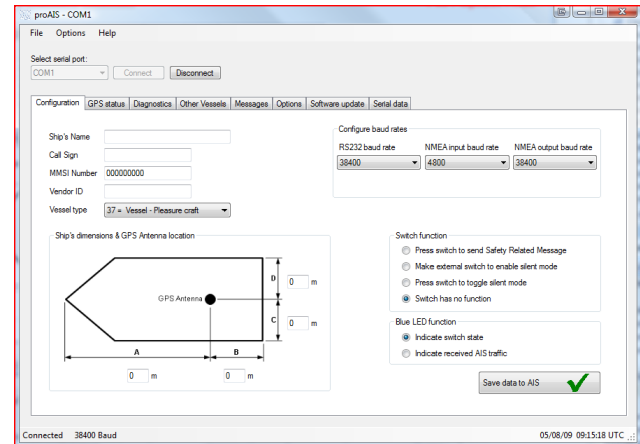 proAIS - COM1
File Options Help
Select serial port:
COM1 Connect Disconnect
Configuration GPS status Diagnostics Other Vessels Messages Options Software update Serial data
Ship's Name
Call Sign
MMSI Number 000000000
Vendor ID
Vessel type 37 = Vessel - Pleasure craft
Configure baud rates
RS232 baud rate NMEA input baud rate NMEA output baud rate
38400 4800 38400
Ship's dimensions & GPS Antenna location
GPS Antenna
D 0 m
C 0 m
A B
0 m 0 m
Switch function
Press switch to send Safety Related Message
Make external switch to enable silent mode
Press switch to toggle silent mode
Switch has no function
Blue LED function
Indicate switch state
Indicate received AIS traffic
Save data to AIS
Connected 38400 Baud 05/08/09 09:15:18 UTC